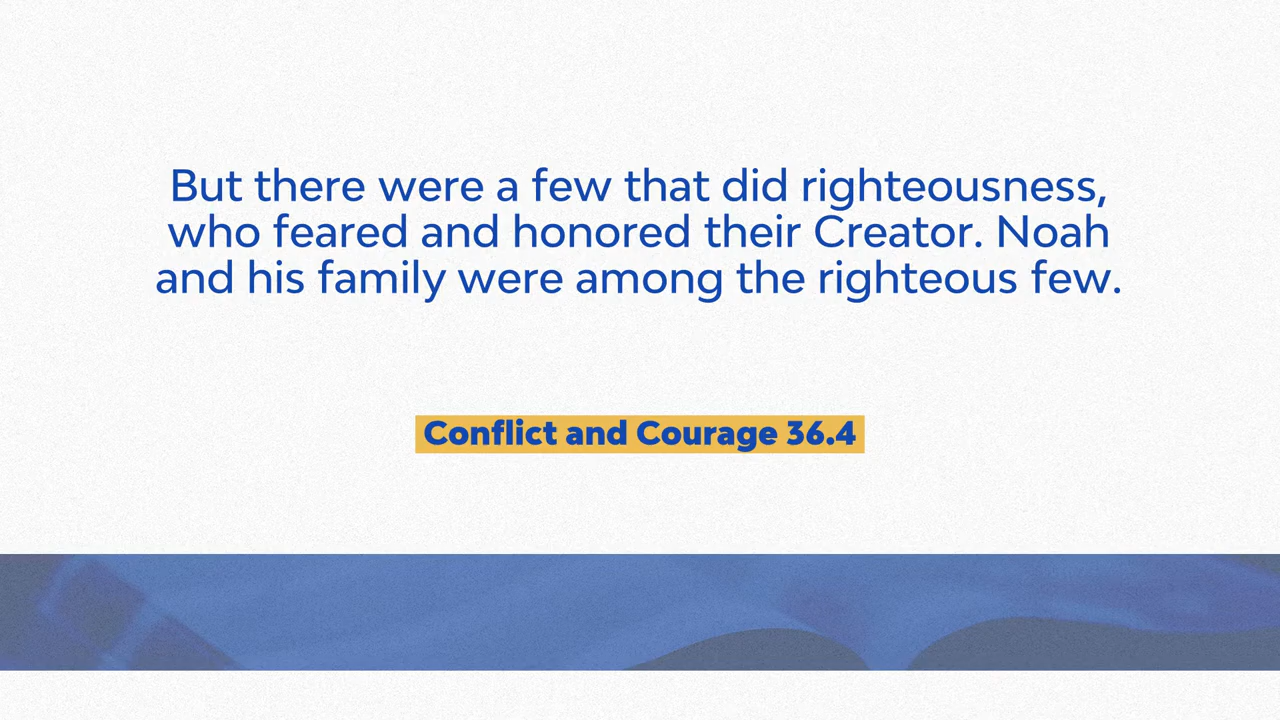 But there were a few that did righteousness,
who feared and honored their Creator. Noah
and his family were among the righteous few.
Conflict and Courage 36.4